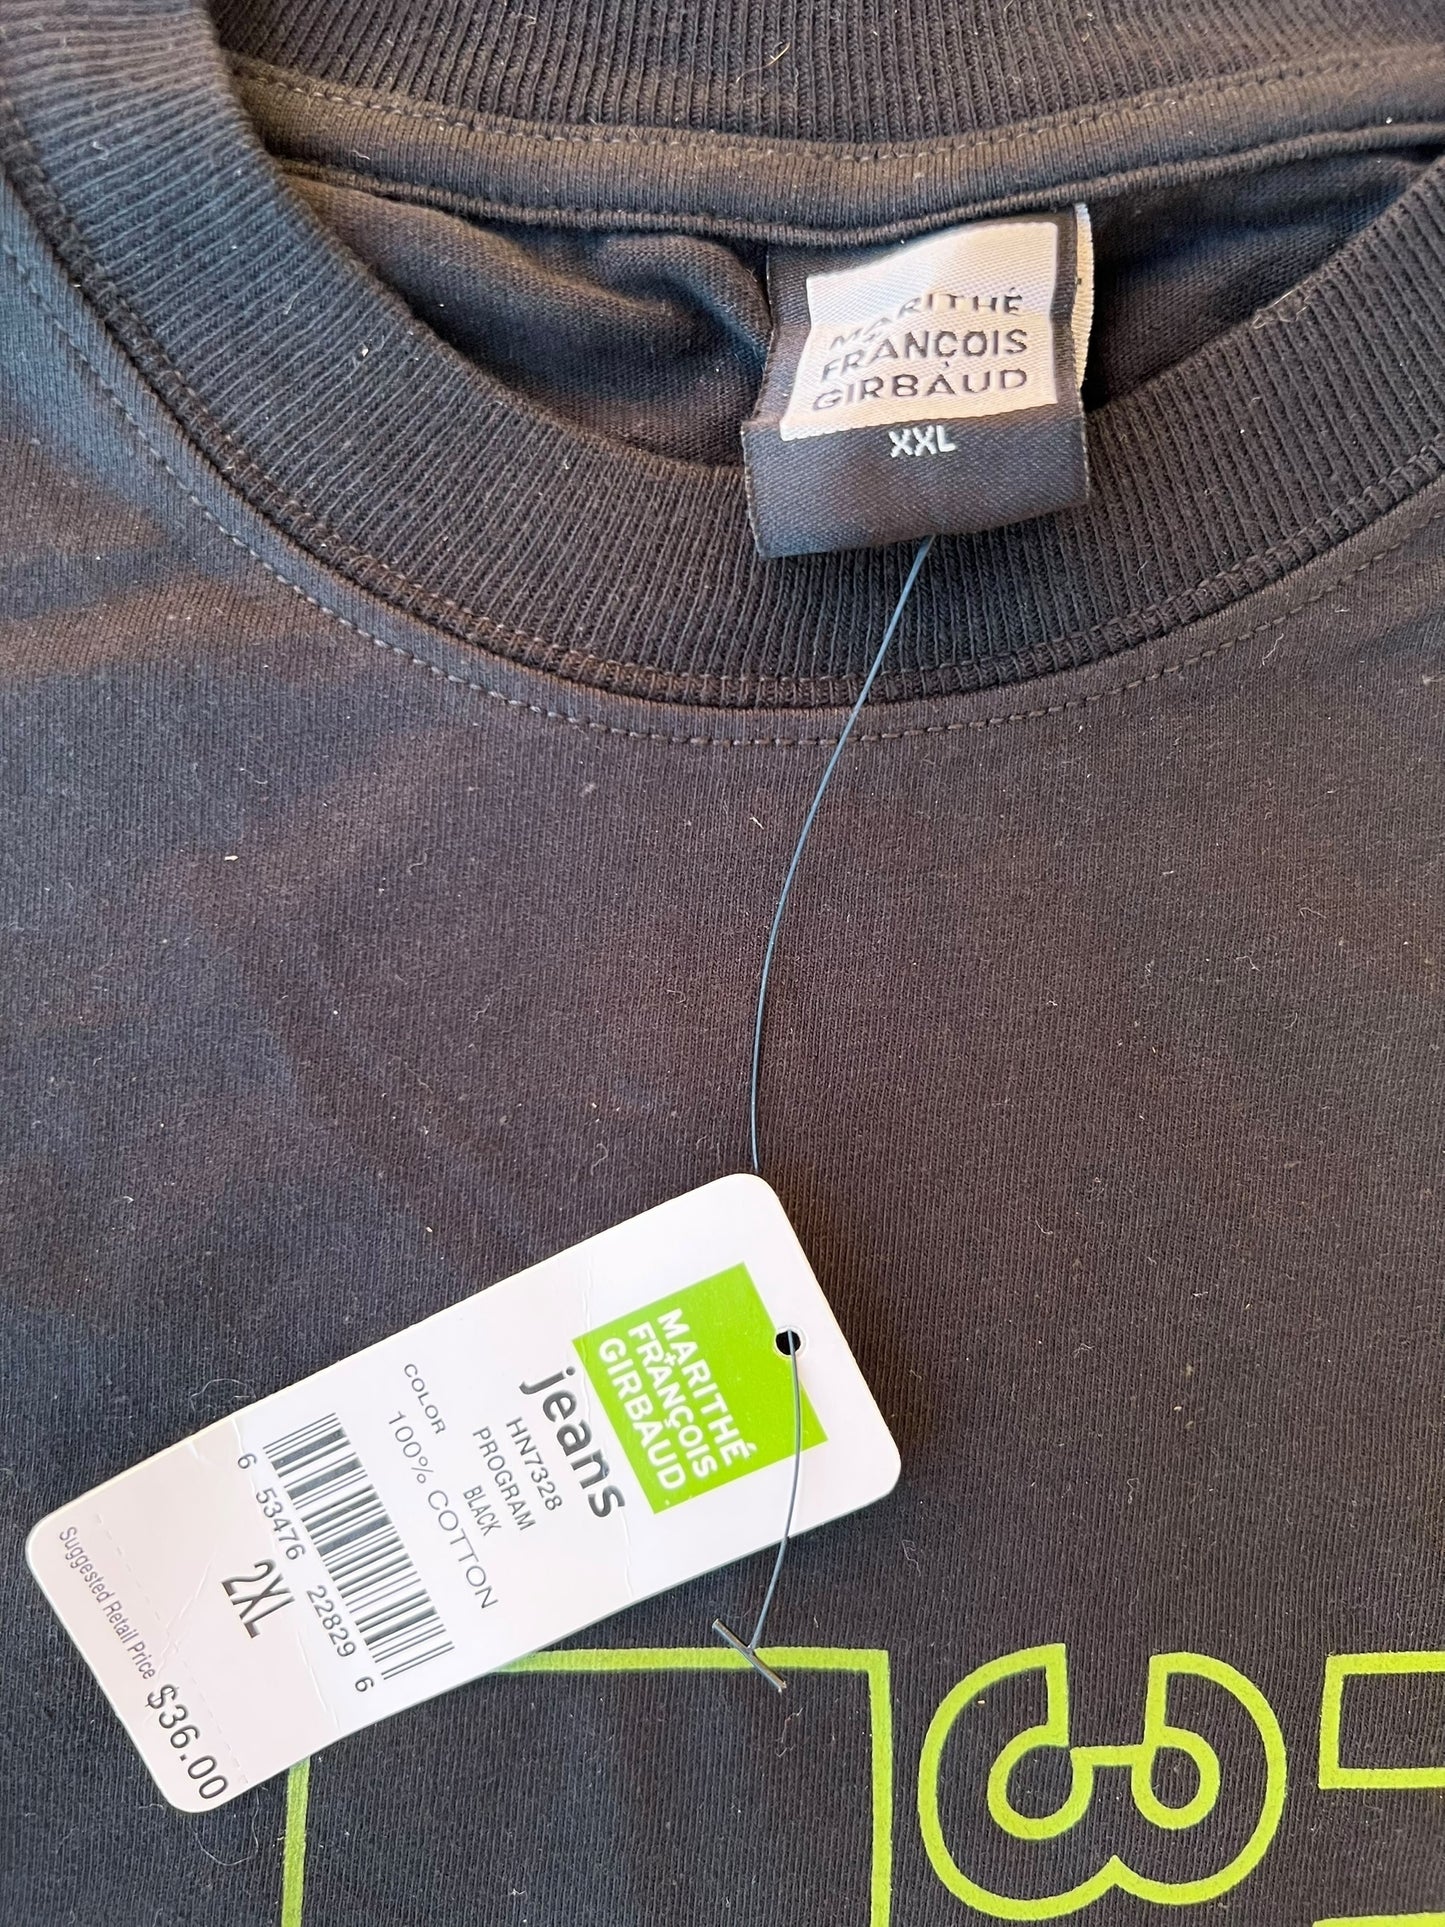 MARITHÉ
FRANÇOIS
GIRBAUD
XXL
MARITHÉ
+
FRANÇOIS
GIRBAUD
jeans
HN7328
PROGRAM
BLACK
COLOR
100% COTTON
6 53476 22829 6
2XL
Suggested Retail Price $36.00